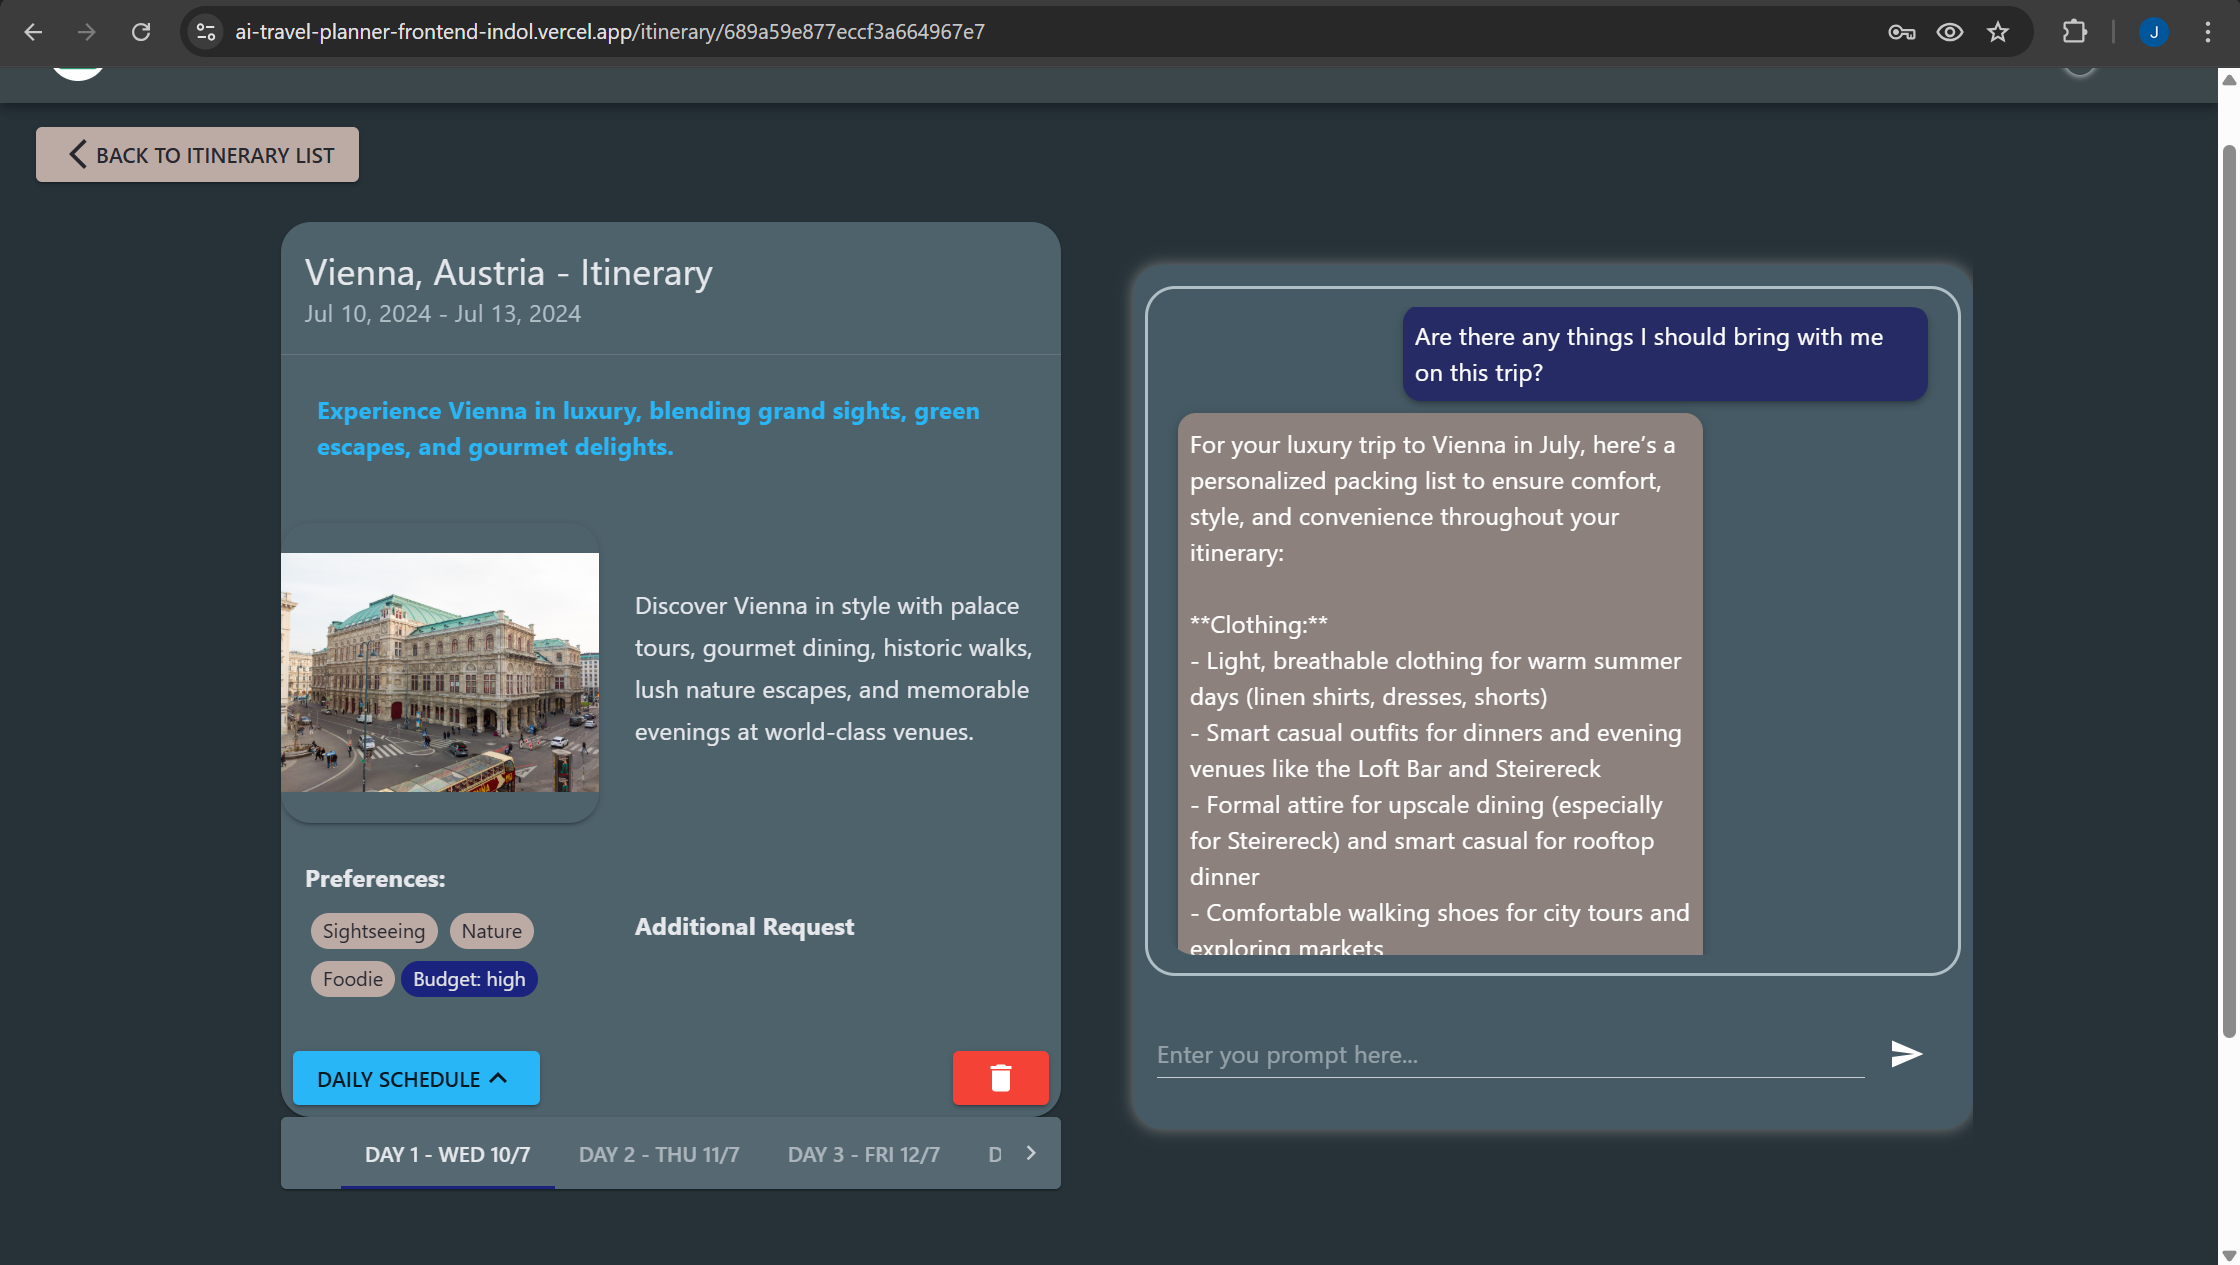 ai-travel-planner-frontend-indol.vercel.app/itinerary/689a59e877eccf3a664967e7
J
BACK TO ITINERARY LIST
Vienna, Austria - Itinerary
Jul 10, 2024 - Jul 13, 2024
Experience Vienna in luxury, blending grand sights, green
escapes, and gourmet delights.
Discover Vienna in style with palace
tours, gourmet dining, historic walks,
lush nature escapes, and memorable
evenings at world-class venues.
Preferences:
Sightseeing
Nature
Foodie
Budget: high
Additional Request
DAILY SCHEDULE
DAY 1 - WED 10/7
DAY 2 - THU 11/7
DAY 3 - FRI 12/7
D
Are there any things I should bring with me
on this trip?
For your luxury trip to Vienna in July, here’s a
personalized packing list to ensure comfort,
style, and convenience throughout your
itinerary:
**Clothing:**
- Light, breathable clothing for warm summer
days (linen shirts, dresses, shorts)
- Smart casual outfits for dinners and evening
venues like the Loft Bar and Steirereck
- Formal attire for upscale dining (especially
for Steirereck) and smart casual for rooftop
dinner
- Comfortable walking shoes for city tours and
exploring markets
Enter you prompt here...